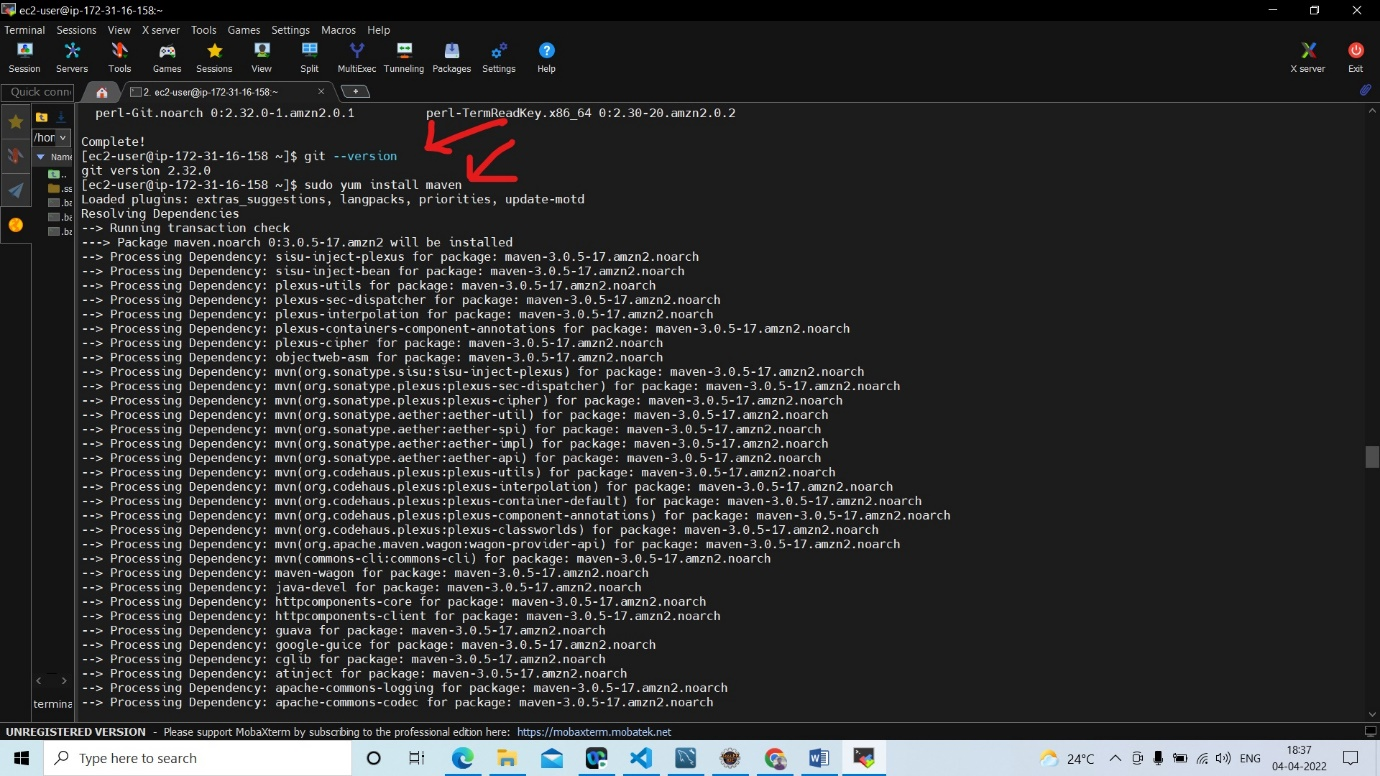 ec2-user@ip-172-31-16-158:~
Terminal Sessions View X server Tools Games Settings Macros Help
Session Servers Tools Games Sessions View Split MultiExec Tunneling Packages Settings Help X server Exit
Quick conn 2. ec2-user@ip-172-31-16-158:~
perl-Git.noarch 0:2.32.0-1.amzn2.0.1 perl-TermReadKey.x86_64 0:2.30-20.amzn2.0.2
/hor
Complete!
[ec2-user@ip-172-31-16-158 ~]$ git --version
Name
git version 2.32.0
..
[ec2-user@ip-172-31-16-158 ~]$ sudo yum install maven
.ss
Loaded plugins: extras_suggestions, langpacks, priorities, update-motd
.ba
Resolving Dependencies
.ba
--> Running transaction check
.ba
---> Package maven.noarch 0:3.0.5-17.amzn2 will be installed
--> Processing Dependency: sisu-inject-plexus for package: maven-3.0.5-17.amzn2.noarch
--> Processing Dependency: sisu-inject-bean for package: maven-3.0.5-17.amzn2.noarch
--> Processing Dependency: plexus-utils for package: maven-3.0.5-17.amzn2.noarch
--> Processing Dependency: plexus-sec-dispatcher for package: maven-3.0.5-17.amzn2.noarch
--> Processing Dependency: plexus-interpolation for package: maven-3.0.5-17.amzn2.noarch
--> Processing Dependency: plexus-containers-component-annotations for package: maven-3.0.5-17.amzn2.noarch
--> Processing Dependency: plexus-cipher for package: maven-3.0.5-17.amzn2.noarch
--> Processing Dependency: objectweb-asm for package: maven-3.0.5-17.amzn2.noarch
--> Processing Dependency: mvn(org.sonatype.sisu:sisu-inject-plexus) for package: maven-3.0.5-17.amzn2.noarch
--> Processing Dependency: mvn(org.sonatype.plexus:plexus-sec-dispatcher) for package: maven-3.0.5-17.amzn2.noarch
--> Processing Dependency: mvn(org.sonatype.plexus:plexus-cipher) for package: maven-3.0.5-17.amzn2.noarch
--> Processing Dependency: mvn(org.sonatype.aether:aether-util) for package: maven-3.0.5-17.amzn2.noarch
--> Processing Dependency: mvn(org.sonatype.aether:aether-spi) for package: maven-3.0.5-17.amzn2.noarch
--> Processing Dependency: mvn(org.sonatype.aether:aether-impl) for package: maven-3.0.5-17.amzn2.noarch
--> Processing Dependency: mvn(org.sonatype.aether:aether-api) for package: maven-3.0.5-17.amzn2.noarch
--> Processing Dependency: mvn(org.codehaus.plexus:plexus-utils) for package: maven-3.0.5-17.amzn2.noarch
--> Processing Dependency: mvn(org.codehaus.plexus:plexus-interpolation) for package: maven-3.0.5-17.amzn2.noarch
--> Processing Dependency: mvn(org.codehaus.plexus:plexus-container-default) for package: maven-3.0.5-17.amzn2.noarch
--> Processing Dependency: mvn(org.codehaus.plexus:plexus-component-annotations) for package: maven-3.0.5-17.amzn2.noarch
--> Processing Dependency: mvn(org.codehaus.plexus:plexus-classworlds) for package: maven-3.0.5-17.amzn2.noarch
--> Processing Dependency: mvn(org.apache.maven.wagon:wagon-provider-api) for package: maven-3.0.5-17.amzn2.noarch
--> Processing Dependency: mvn(commons-cli:commons-cli) for package: maven-3.0.5-17.amzn2.noarch
--> Processing Dependency: maven-wagon for package: maven-3.0.5-17.amzn2.noarch
--> Processing Dependency: java-devel for package: maven-3.0.5-17.amzn2.noarch
--> Processing Dependency: httpcomponents-core for package: maven-3.0.5-17.amzn2.noarch
--> Processing Dependency: httpcomponents-client for package: maven-3.0.5-17.amzn2.noarch
--> Processing Dependency: guava for package: maven-3.0.5-17.amzn2.noarch
--> Processing Dependency: google-guice for package: maven-3.0.5-17.amzn2.noarch
--> Processing Dependency: cglib for package: maven-3.0.5-17.amzn2.noarch
--> Processing Dependency: atinject for package: maven-3.0.5-17.amzn2.noarch
--> Processing Dependency: apache-commons-logging for package: maven-3.0.5-17.amzn2.noarch
--> Processing Dependency: apache-commons-codec for package: maven-3.0.5-17.amzn2.noarch
termina
UNREGISTERED VERSION - Please support MobaXterm by subscribing to the professional edition here: https://mobaxterm.mobatek.net
Type here to search
24°C ENG 18:37
04-04-2022